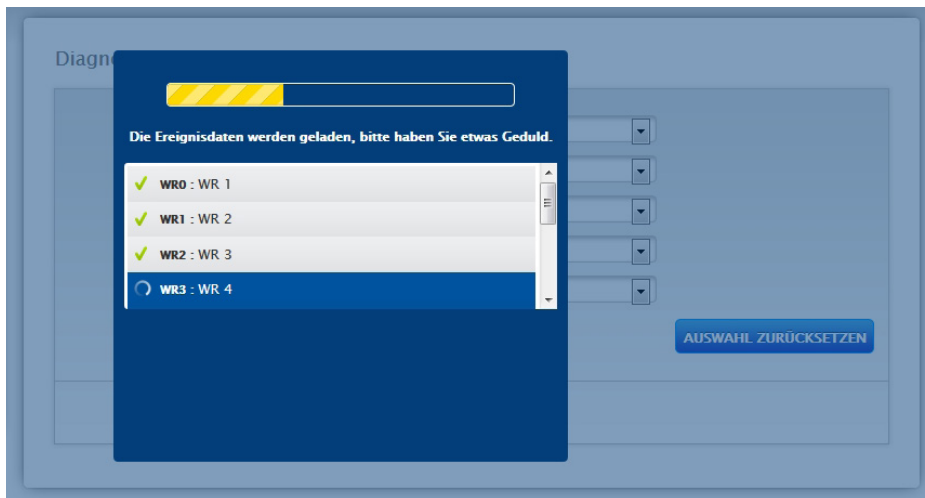 Diagn
Die Ereignisdaten werden geladen, bitte haben Sie etwas Geduld.
WR0 : WR 1
WR1 : WR 2
WR2 : WR 3
WR3 : WR 4
AUSWAHL ZURÜCKSETZEN